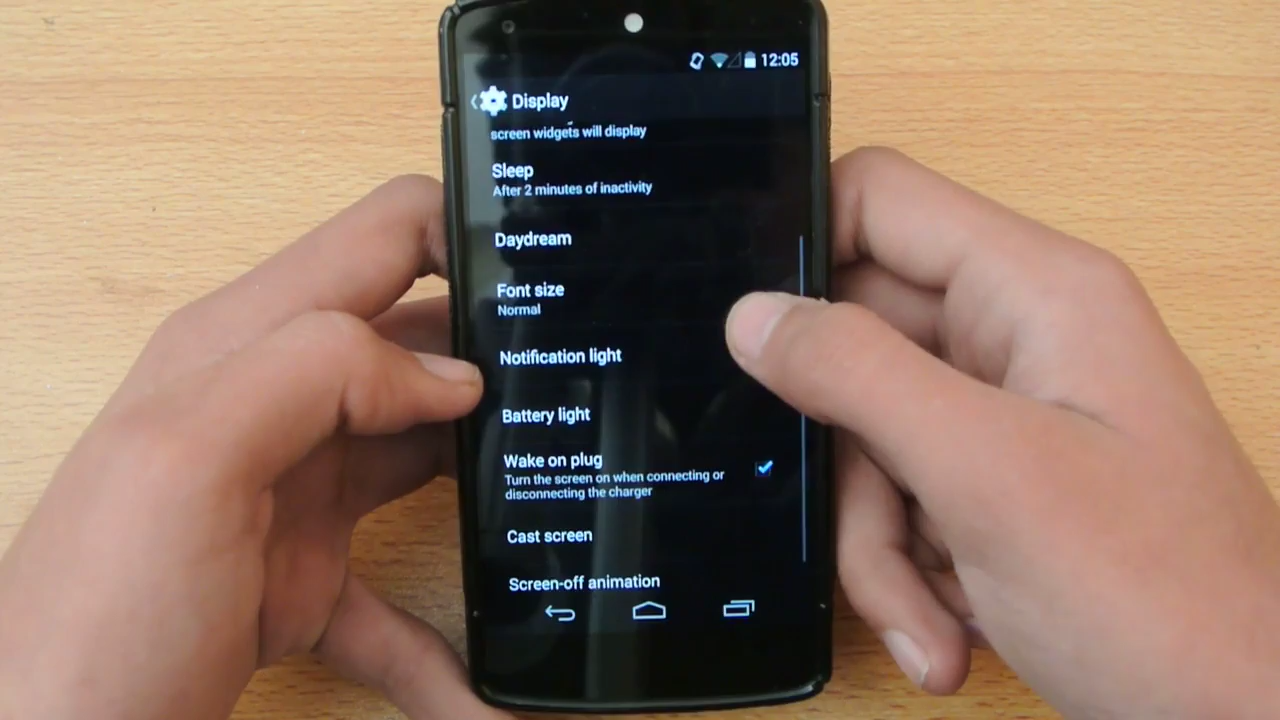 12:05
Display
screen widgets will display
Sleep
After 2 minutes of inactivity
Daydream
Font size
Normal
Notification light
Battery light
Wake on plug
Turn the screen on when connecting or
disconnecting the charger
Cast screen
Screen-off animation